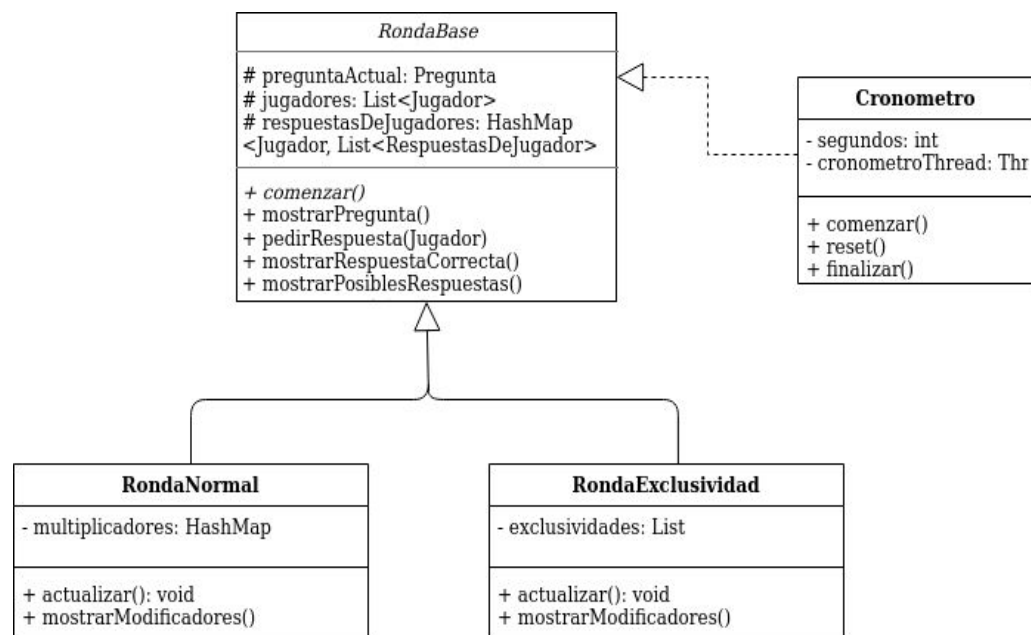 RondaBase
# preguntaActual: Pregunta
# jugadores: List<Jugador>
# respuestasDeJugadores: HashMap
<Jugador, List<RespuestasDeJugador>
+ comenzar()
+ mostrarPregunta()
+ pedirRespuesta(Jugador)
+ mostrarRespuestaCorrecta()
+ mostrarPosiblesRespuestas()
Cronometro
- segundos: int
- cronometroThread: Thr
+ comenzar()
+ reset()
+ finalizar()
RondaNormal
- multiplicadores: HashMap
+ actualizar(): void
+ mostrarModificadores()
RondaExclusividad
- exclusividades: List
+ actualizar(): void
+ mostrarModificadores()